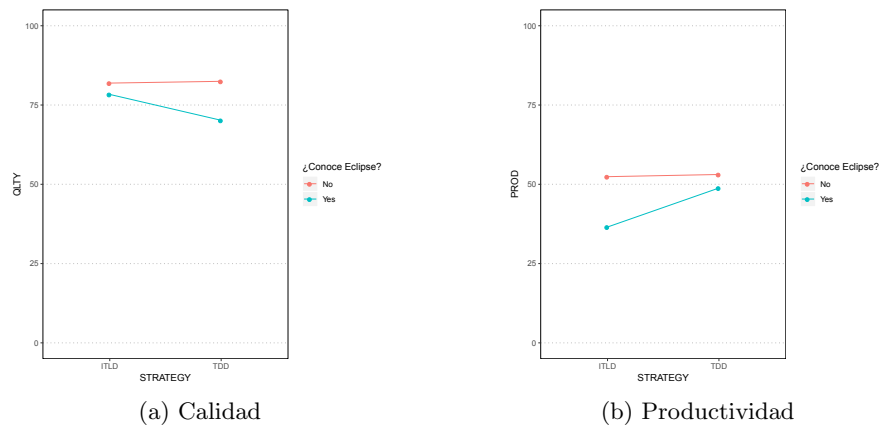 100
75
50
25
0
QLTY
ITLD
TDD
STRATEGY
¿Conoce Eclipse?
No
Yes
(a) Calidad
100
75
50
25
0
PROD
ITLD
TDD
STRATEGY
¿Conoce Eclipse?
No
Yes
(b) Productividad